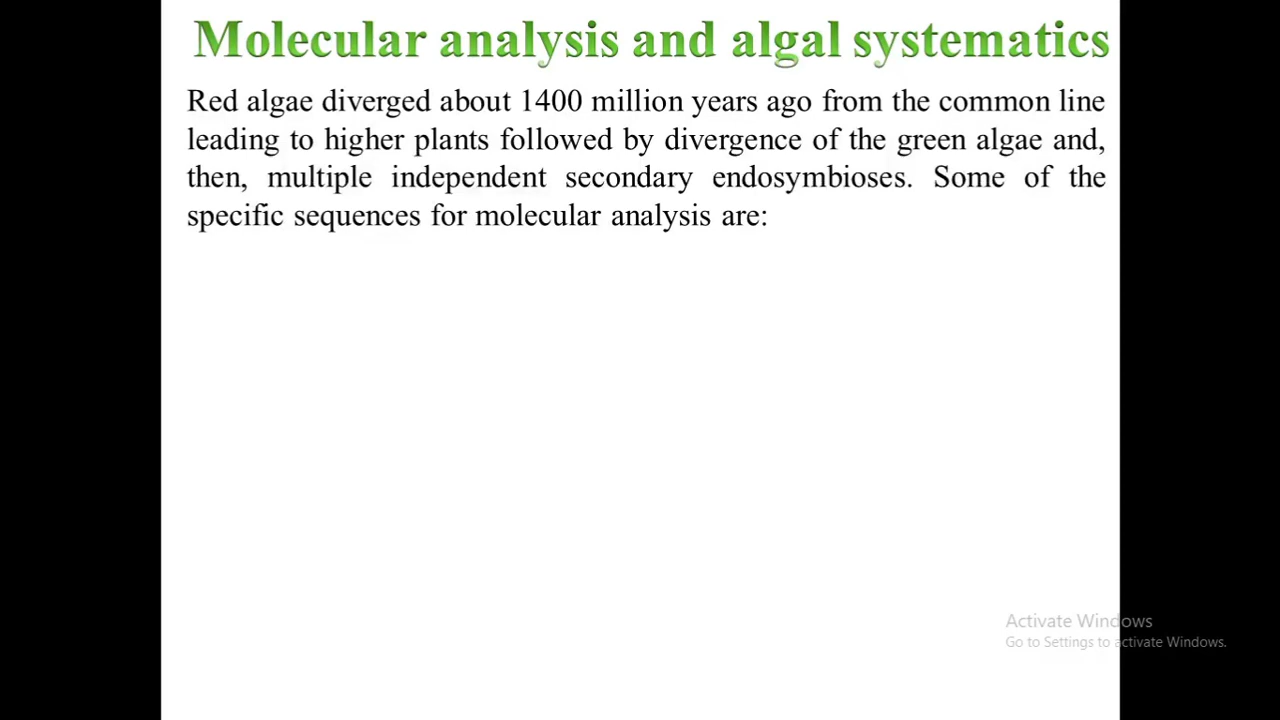 Molecular analysis and algal systematics
Red algae diverged about 1400 million years ago from the common line
leading to higher plants followed by divergence of the green algae and,
then, multiple independent secondary endosymbioses. Some of the
specific sequences for molecular analysis are:
Activate Windows
Go to Settings to activate Windows.